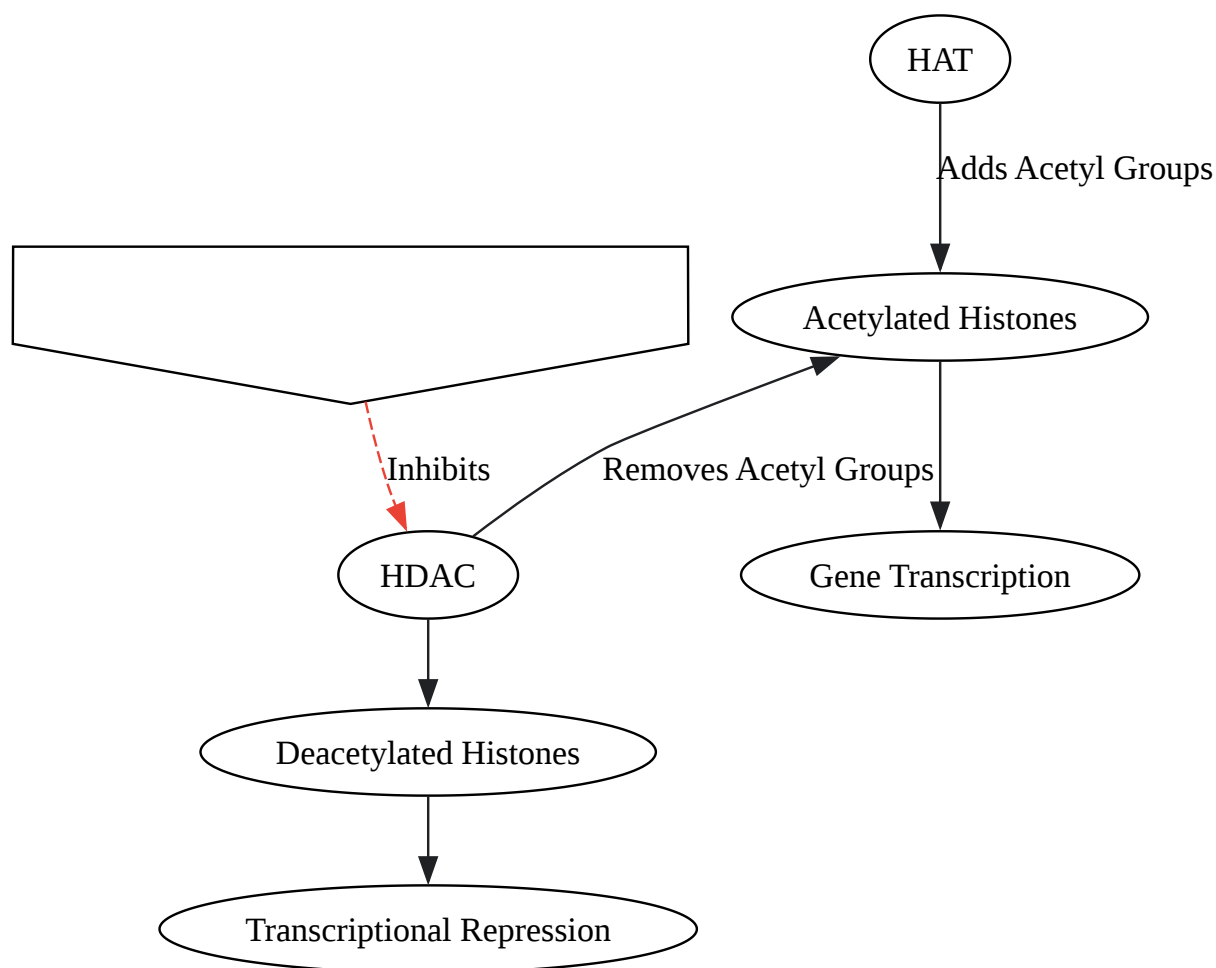 HAT
Adds Acetyl Groups
Acetylated Histones
Inhibits
Removes Acetyl Groups
HDAC
Gene Transcription
Deacetylated Histones
Transcriptional Repression